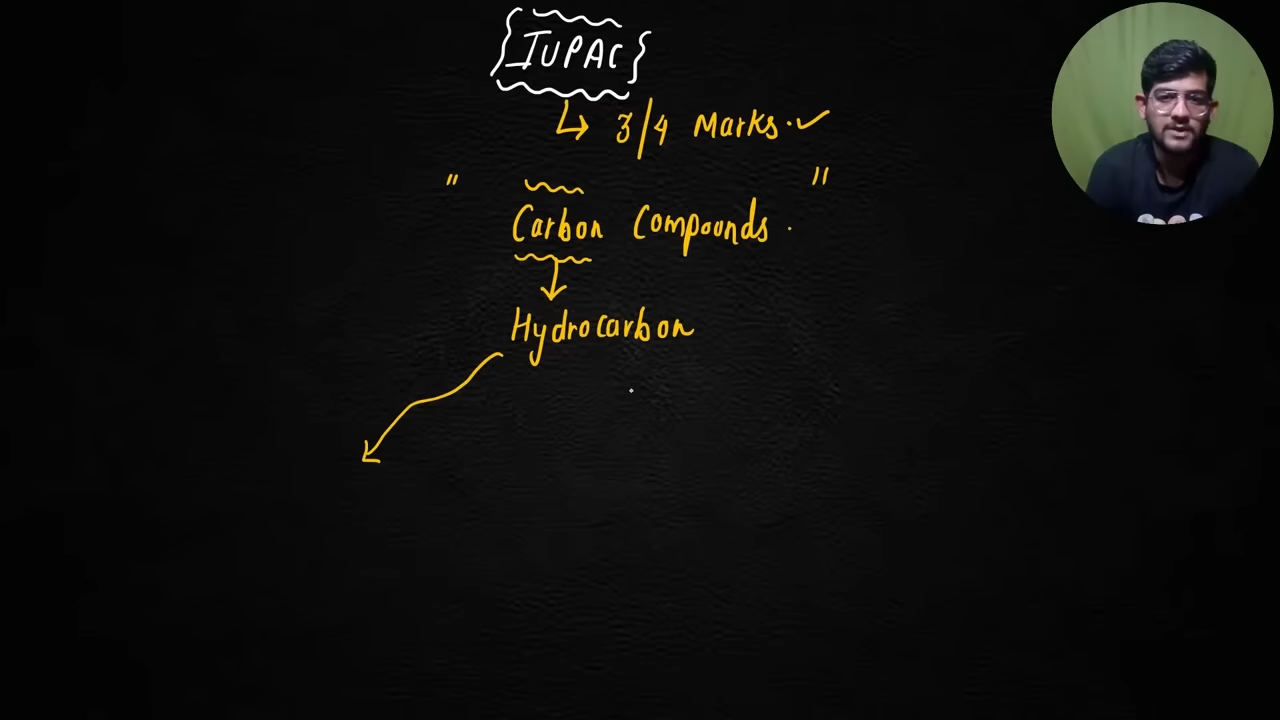 {IUPAC}
↳ 3/4 Marks. ✓
" Carbon Compounds. "
Hydrocarbon